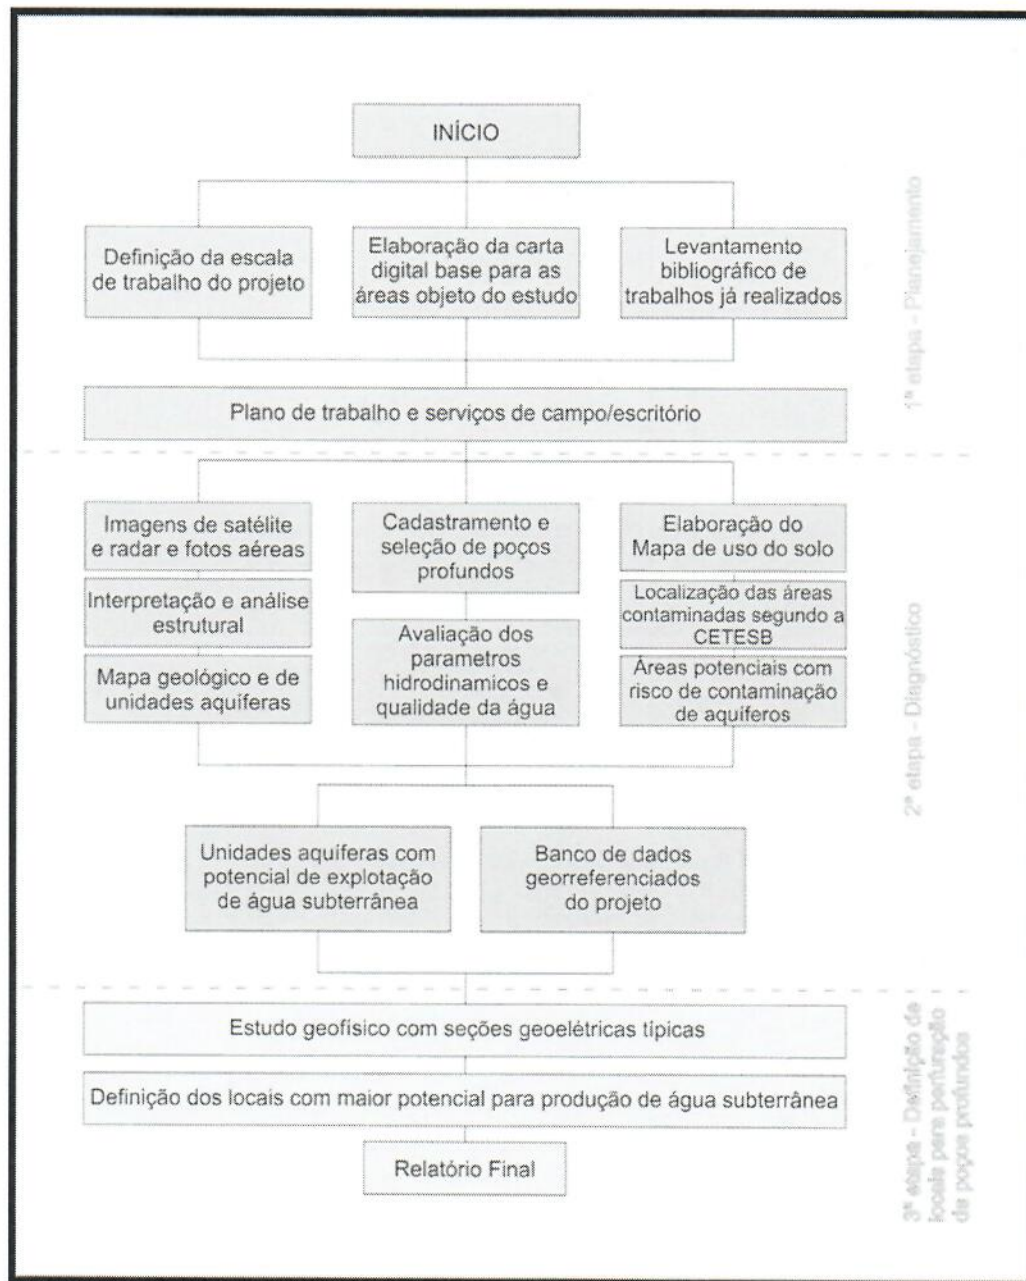 INÍCIO
Definição da escala
de trabalho do projeto
Elaboração da carta
digital base para as
áreas objeto do estudo
Levantamento
bibliográfico de
trabalhos já realizados
Plano de trabalho e serviços de campo/escritório
1ª etapa - Planejamento
Imagens de satélite
e radar e fotos aéreas
Interpretação e análise
estrutural
Mapa geológico e de
unidades aquíferas
Cadastramento e
seleção de poços
profundos
Avaliação dos
parametros
hidrodinamicos e
qualidade da água
Elaboração do
Mapa de uso do solo
Localização das áreas
contaminadas segundo a
CETESB
Áreas potenciais com
risco de contaminação
de aquíferos
Unidades aquíferas com
potencial de explotação
de água subterrânea
Banco de dados
georreferenciados
do projeto
2ª etapa - Diagnóstico
Estudo geofísico com seções geoelétricas típicas
Definição dos locais com maior potencial para produção de água subterrânea
Relatório Final
3ª etapa - Definição de
locais para perfuração
de poços profundos